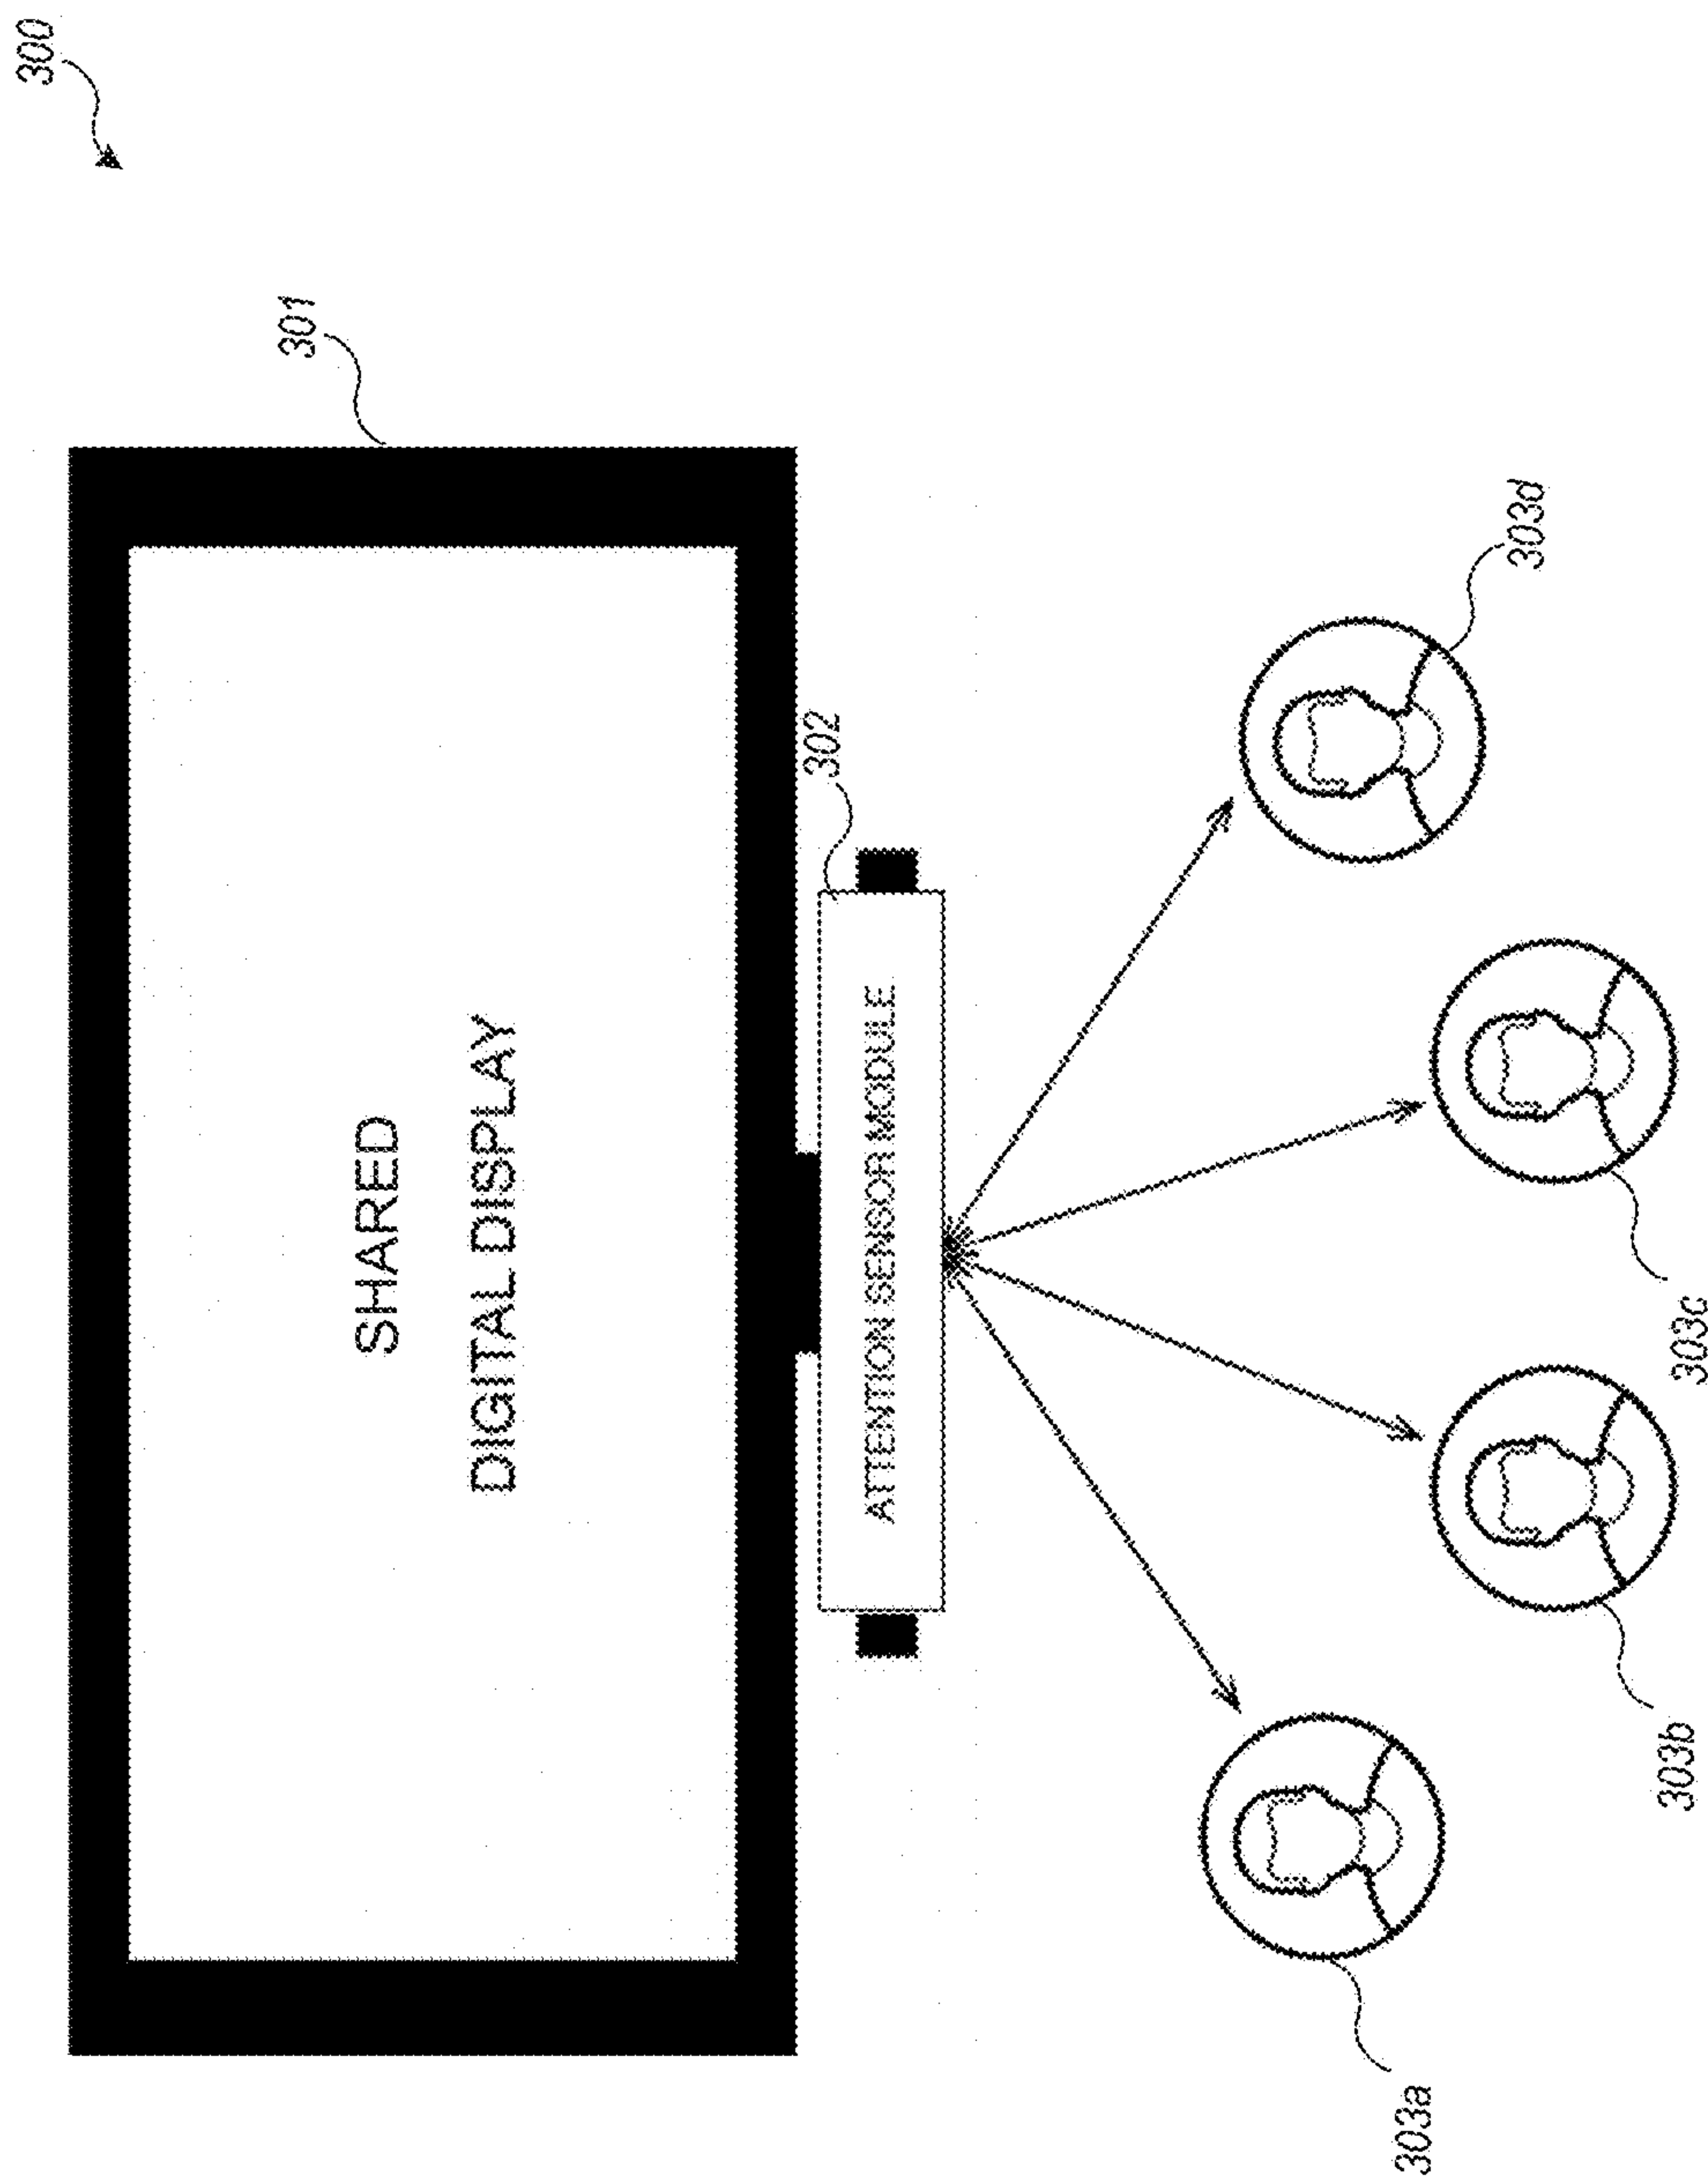 300
301
SHARED
DIGITAL DISPLAY
302
ATTENTION SENSOR MODULE
303a
303b
303c
303d